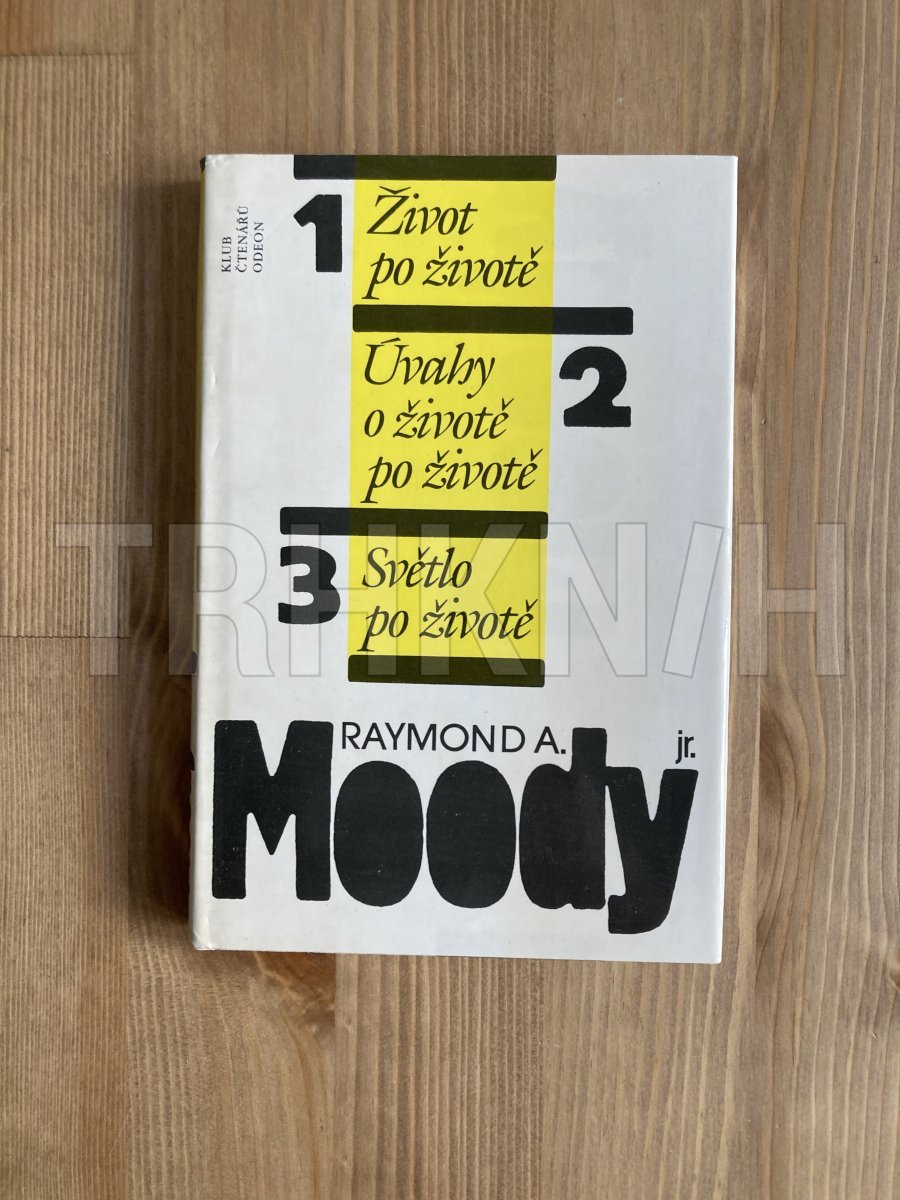 KLUB
ČTENÁŘŮ
ODEON
1
Život
po životě
Úvahy
o životě
po životě
2
3
Světlo
po životě
RAYMOND A.
Moody
jr.
TRHKNIH